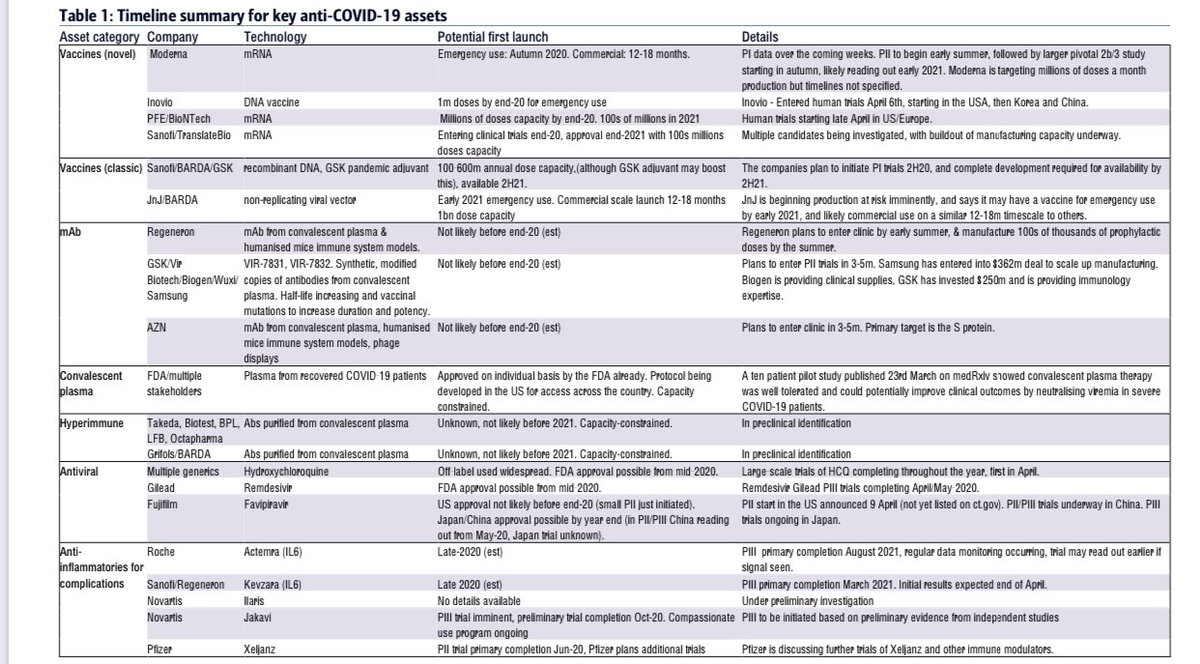 Table 1: Timeline summary for key anti-COVID-19 assets
Asset category Company Technology Potential first launch Details
Vaccines (novel) Moderna mRNA Emergency use: Autumn 2020. Commercial: 12-18 months. PI data over the coming weeks. PII to begin early summer, followed by larger pivotal 2b/3 study
starting in autumn, likely reading out early 2021. Moderna is targeting millions of doses a month
production but timelines not specified.
Inovio DNA vaccine 1m doses by end-20 for emergency use Inovio - Entered human trials April 6th, starting in the USA, then Korea and China.
PFE/BioNTech mRNA Millions of doses capacity by end-20. 100s of millions in 2021 Human trials starting late April in US/Europe.
Sanofi/TranslateBio mRNA Entering clinical trials end-20, approval end-2021 with 100s millions Multiple candidates being investigated, with buildout of manufacturing capacity underway.
doses capacity
Vaccines (classic) Sanofi/BARDA/GSK recombinant DNA, GSK pandemic adjuvant 100-600m annual dose capacity,(although GSK adjuvant may boost The companies plan to initiate PI trials 2H20, and complete development required for availability by
this), available 2H21. 2H21.
JnJ/BARDA non-replicating viral vector Early 2021 emergency use. Commercial scale launch 12-18 months JnJ is beginning production at risk imminently, and says it may have a vaccine for emergency use
1bn dose capacity by early 2021, and likely commercial use on a similar 12-18m timescale to others.
mAb Regeneron mAb from convalescent plasma & Not likely before end-20 (est) Regeneron plans to enter clinic by early summer, & manufacture 100s of thousands of prophylactic
humanised mice immune system models. doses by the summer.
GSK/Vir VIR-7831, VIR-7832. Synthetic, modified Not likely before end-20 (est) Plans to enter PII trials in 3-5m. Samsung has entered into $362m deal to scale up manufacturing.
Biotech/Biogen/Wuxi/ copies of antibodies from convalescent Biogen is providing clinical supplies, GSK has invested $250m and is providing immunology
Samsung plasma. Half-life increasing and vaccinal expertise.
mutations to increase duration and potency.
AZN mAb from convalescent plasma, humanised Not likely before end-20 (est) Plans to enter clinic in 3-5m. Primary target is the S protein.
mice immune system models, phage
displays
Convalescent FDA/multiple Plasma from recovered COVID-19 patients Approved on individual basis by the FDA already. Protocol being A ten patient pilot study published 23rd March on medRxiv showed convalescent plasma therapy
plasma stakeholders developed in the US for access across the country. Capacity was well tolerated and could potentially improve clinical outcomes by neutralising viremia in severe
constrained. COVID-19 patients.
Hyperimmune Takeda, Biotest, BPL, Abs purified from convalescent plasma Unknown, not likely before 2021. Capacity-constrained. In preclinical identification
LFB, Octapharma
Grifols/BARDA Abs purified from convalescent plasma Unknown, not likely before 2021. Capacity-constrained. In preclinical identification
Antiviral Multiple generics Hydroxychloroquine Off-label used widespread. FDA approval possible from mid-2020. Large-scale trials of HCQ completing throughout the year, first in April.
Gilead Remdesivir FDA approval possible from mid-2020. Remdesivir Gilead PIII trials completing April/May-2020.
Fujifilm Favipiravir US approval not likely before end-20 (small PII just initiated). PII start in the US announced 9 April (not yet listed on ct.gov). PII/PIII trials underway in China. PIII
Japan/China approval possible by year end (in PII/PIII China reading trials ongoing in Japan.
out from May-20, Japan trial unknown).
Anti- Roche Actemra (IL6) Late-2020 (est) PIII primary completion August 2021, regular data monitoring occurring, trial may read out earlier if
inflammatories for signal seen.
complications Sanofi/Regeneron Kevzara (IL6) Late 2020 (est) PIII primary completion March 2021. Initial results expected end of April.
Novartis Ilaris No details available Under preliminary investigation
Novartis Jakavi PIII trial imminent, preliminary trial completion Oct-20. Compassionate PIII to be initiated based on preliminary evidence from independent studies
use program ongoing
Pfizer Xeljanz PII trial primary completion Jun-20, Pfizer plans additional trials Pfizer is discussing further trials of Xeljanz and other immune modulators.